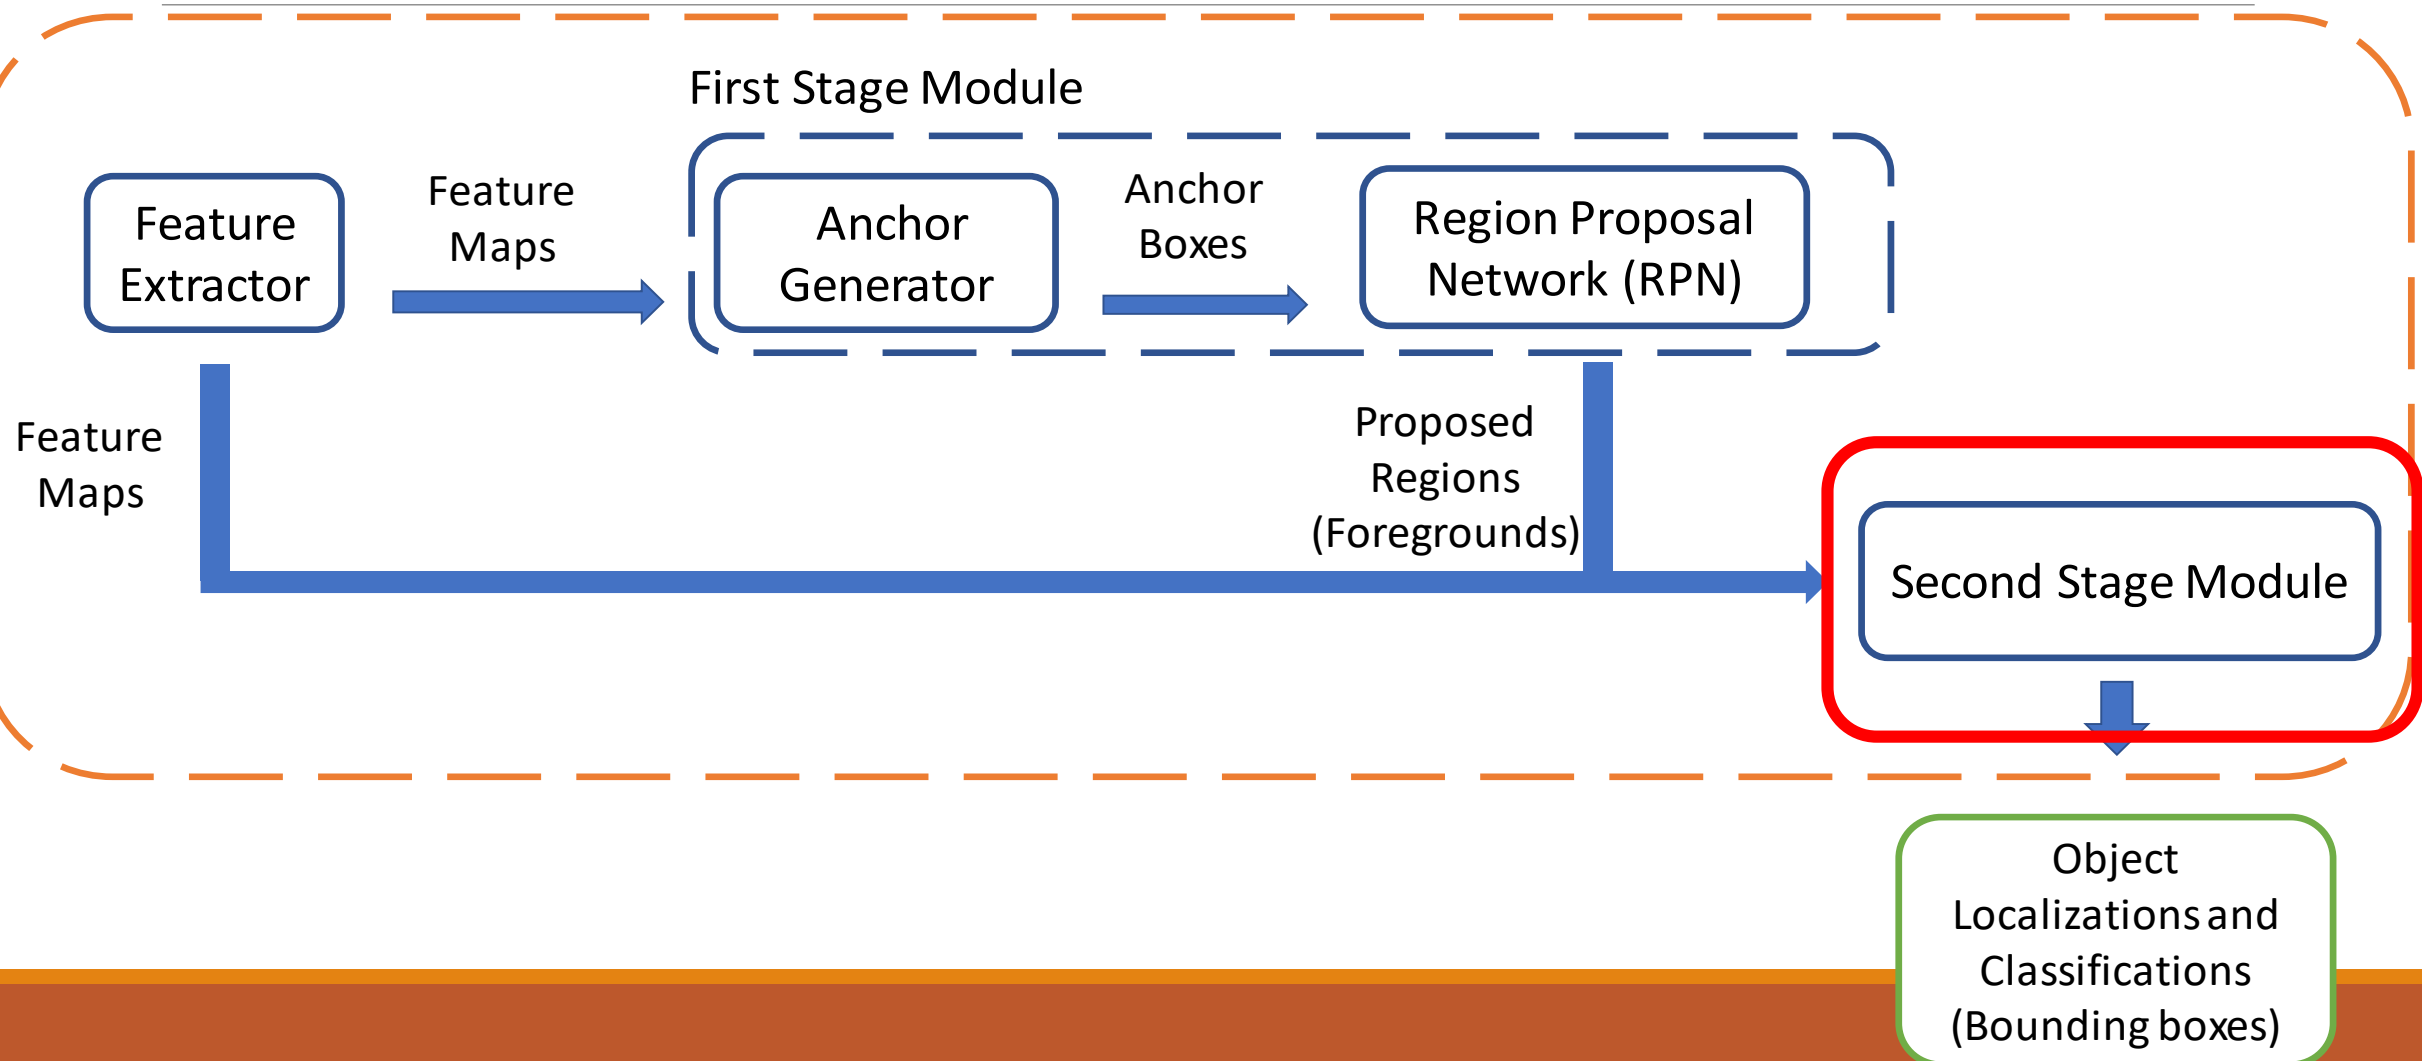 First Stage Module
Feature
Extractor
Feature
Maps
Anchor
Generator
Anchor
Boxes
Region Proposal
Network (RPN)
Feature
Maps
Proposed
Regions
(Foregrounds)
Second Stage Module
Object
Localizations and
Classifications
(Bounding boxes)